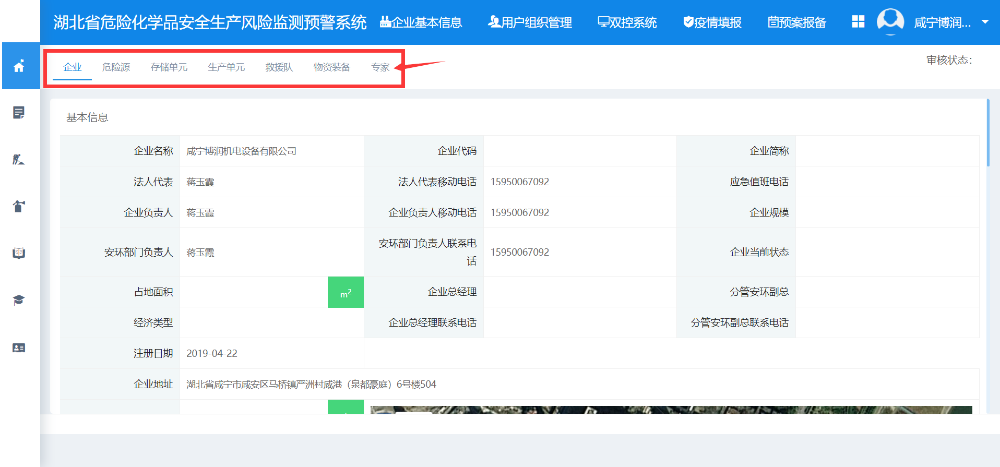 湖北省危险化学品安全生产风险监测预警系统 企业基本信息 用户组织管理 双控系统 疫情填报 预案报备 咸宁博润...
企业 危险源 存储单元 生产单元 救援队 物资装备 专家
审核状态：
基本信息
企业名称 咸宁博润机电设备有限公司 企业代码 企业简称
法人代表 蒋玉霞 法人代表移动电话 15950067092 应急值班电话
企业负责人 蒋玉霞 企业负责人移动电话 15950067092 企业规模
安环部门负责人 蒋玉霞 安环部门负责人联系电
话 15950067092 企业当前状态
占地面积 m² 企业总经理 分管安环副总
经济类型 企业总经理联系电话 分管安环副总联系电话
注册日期 2019-04-22
企业地址 湖北省咸宁市咸安区马桥镇严洲村威港（泉都豪庭）6号楼504